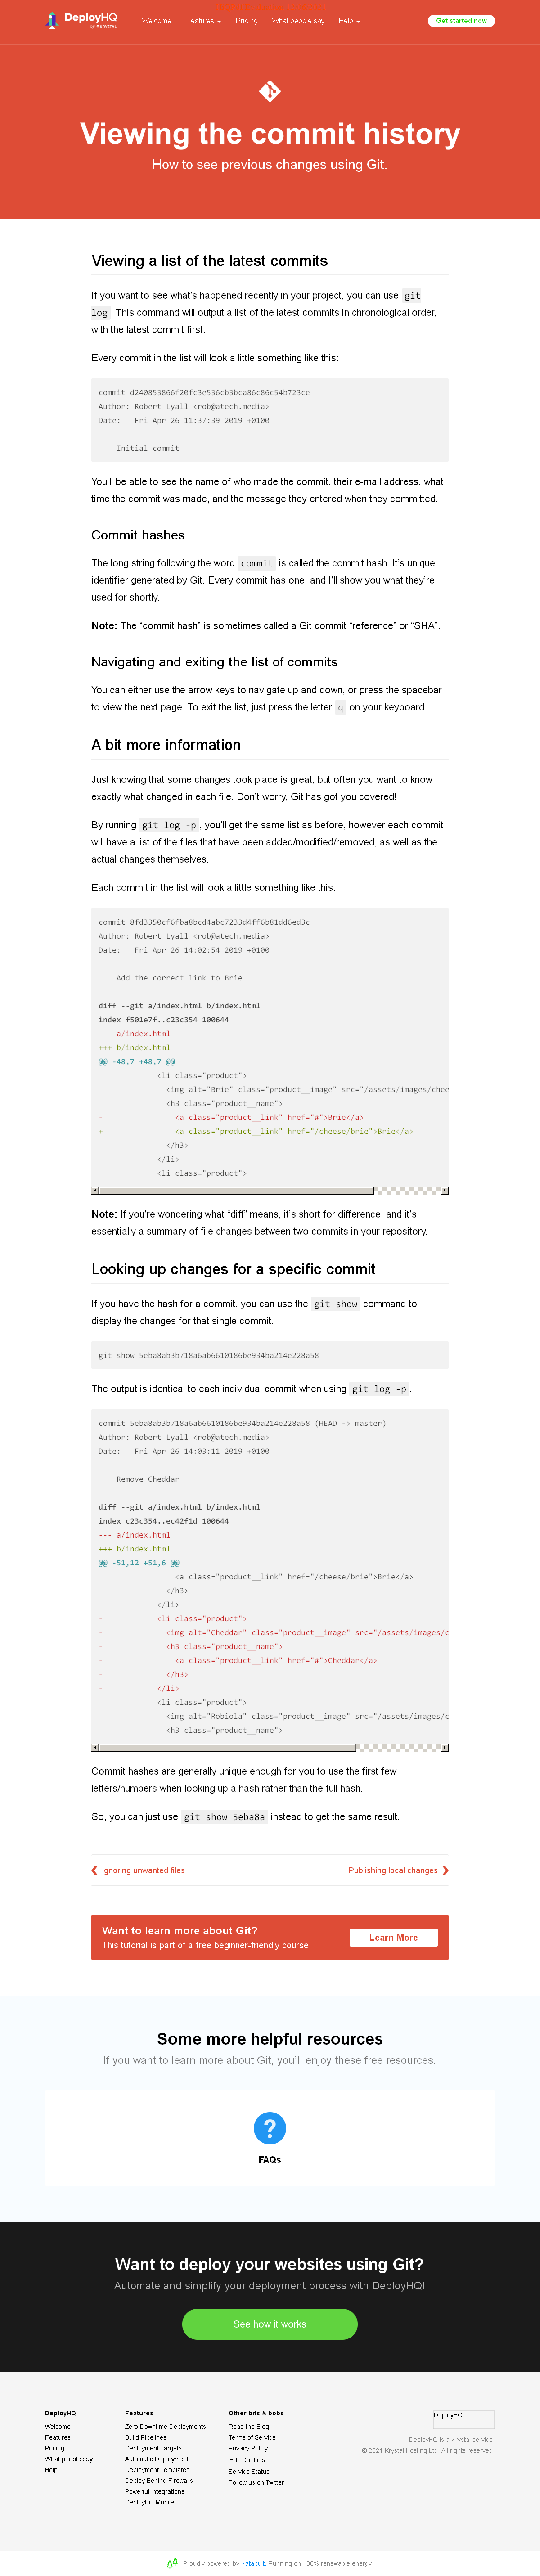 DeployHQ
by KRYSTAL
Welcome
Features
Pricing
What people say
Help
Get started now
Viewing the commit history
How to see previous changes using Git.
Viewing a list of the latest commits
If you want to see what's happened recently in your project, you can use git
log . This command will output a list of the latest commits in chronological order,
with the latest commit first.
Every commit in the list will look a little something like this:
commit d240853866f20fc3e536cb3bca86c86c54b723ce
Author: Robert Lyall <rob@atech.media>
Date:   Fri Apr 26 11:37:39 2019 +0100
Initial commit
You'll be able to see the name of who made the commit, their e-mail address, what
time the commit was made, and the message they entered when they committed.
Commit hashes
The long string following the word commit is called the commit hash. It's unique
identifier generated by Git. Every commit has one, and I'll show you what they're
used for shortly.
Note: The “commit hash” is sometimes called a Git commit “reference” or “SHA”.
Navigating and exiting the list of commits
You can either use the arrow keys to navigate up and down, or press the spacebar
to view the next page. To exit the list, just press the letter q on your keyboard.
A bit more information
Just knowing that some changes took place is great, but often you want to know
exactly what changed in each file. Don't worry, Git has got you covered!
By running git log -p , you'll get the same list as before, however each commit
will have a list of the files that have been added/modified/removed, as well as the
actual changes themselves.
Each commit in the list will look a little something like this:
commit 8fd3350cf6fba8bcd4abc7233d4ff6b81dd6ed3c
Author: Robert Lyall <rob@atech.media>
Date:   Fri Apr 26 14:02:54 2019 +0100
Add the correct link to Brie
diff --git a/index.html b/index.html
index f501e7f..c23c354 100644
--- a/index.html
+++ b/index.html
@@ -48,7 +48,7 @@
<li class="product">
<img alt="Brie" class="product__image" src="/assets/images/chee
<h3 class="product__name">
-                <a class="product__link" href="#">Brie</a>
+                <a class="product__link" href="/cheese/brie">Brie</a>
</h3>
</li>
<li class="product">
Note: If you're wondering what “diff” means, it's short for difference, and it's
essentially a summary of file changes between two commits in your repository.
Looking up changes for a specific commit
If you have the hash for a commit, you can use the git show command to
display the changes for that single commit.
git show 5eba8ab3b718a6ab6610186be934ba214e228a58
The output is identical to each individual commit when using git log -p .
commit 5eba8ab3b718a6ab6610186be934ba214e228a58 (HEAD -> master)
Author: Robert Lyall <rob@atech.media>
Date:   Fri Apr 26 14:03:11 2019 +0100
Remove Cheddar
diff --git a/index.html b/index.html
index c23c354..ec42f1d 100644
--- a/index.html
+++ b/index.html
@@ -51,12 +51,6 @@
<a class="product__link" href="/cheese/brie">Brie</a>
</h3>
</li>
-            <li class="product">
-              <img alt="Cheddar" class="product__image" src="/assets/images/c
-              <h3 class="product__name">
-                <a class="product__link" href="#">Cheddar</a>
-              </h3>
-            </li>
<li class="product">
<img alt="Robiola" class="product__image" src="/assets/images/c
<h3 class="product__name">
Commit hashes are generally unique enough for you to use the first few
letters/numbers when looking up a hash rather than the full hash.
So, you can just use git show 5eba8a instead to get the same result.
Ignoring unwanted files
Publishing local changes
Want to learn more about Git?
This tutorial is part of a free beginner-friendly course!
Learn More
Some more helpful resources
If you want to learn more about Git, you'll enjoy these free resources.
FAQs
Want to deploy your websites using Git?
Automate and simplify your deployment process with DeployHQ!
See how it works
DeployHQ
Welcome
Features
Pricing
What people say
Help
Features
Zero Downtime Deployments
Build Pipelines
Deployment Targets
Automatic Deployments
Deployment Templates
Deploy Behind Firewalls
Powerful Integrations
DeployHQ Mobile
Other bits & bobs
Read the Blog
Terms of Service
Privacy Policy
Edit Cookies
Service Status
Follow us on Twitter
DeployHQ
DeployHQ is a Krystal service.
© 2021 Krystal Hosting Ltd. All rights reserved.
Proudly powered by Katapult. Running on 100% renewable energy.